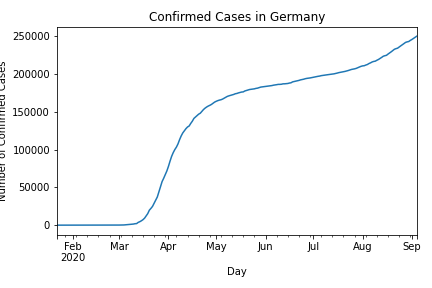 Confirmed Cases in Germany
Number of Confirmed Cases
250000
200000
150000
100000
50000
0
Feb Mar Apr May Jun Jul Aug Sep
2020
Day